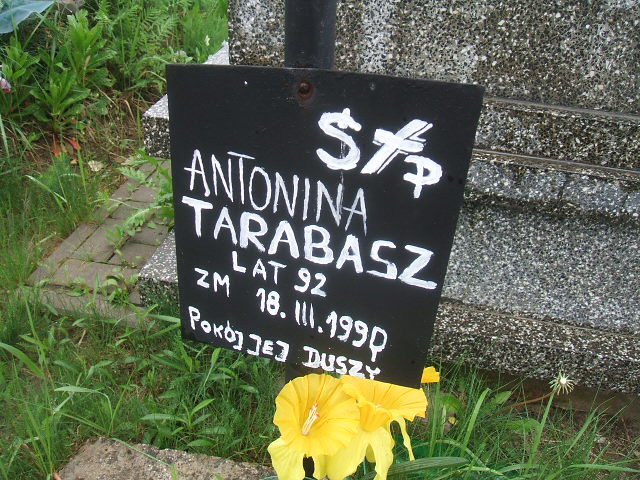 Ś†P
ANTONINA
TARABASZ
LAT 92
ZM 18.III.1990
POKÓJ JEJ DUSZY